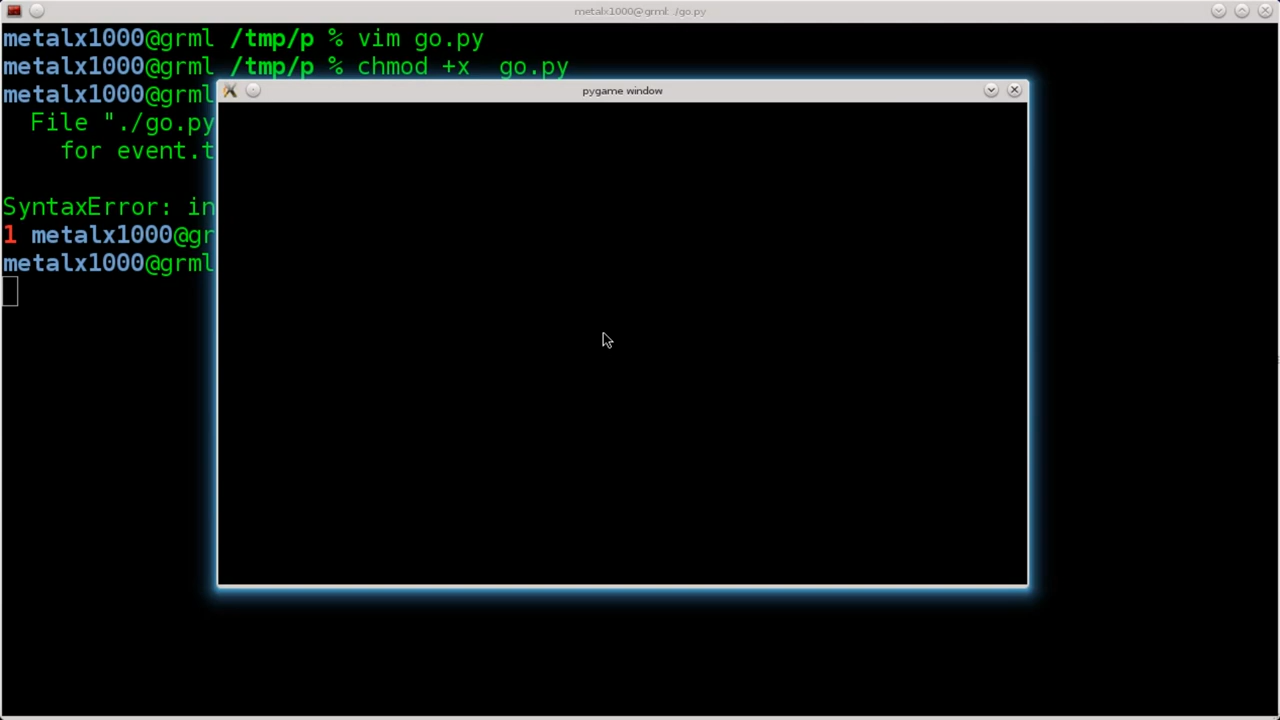 metalx1000@grml: ./go.py
metalx1000@grml /tmp/p % vim go.py
metalx1000@grml /tmp/p % chmod +x  go.py
pygame window
metalx1000@grml
File "./go.py
for event.t
SyntaxError: in
1 metalx1000@gr
metalx1000@grml